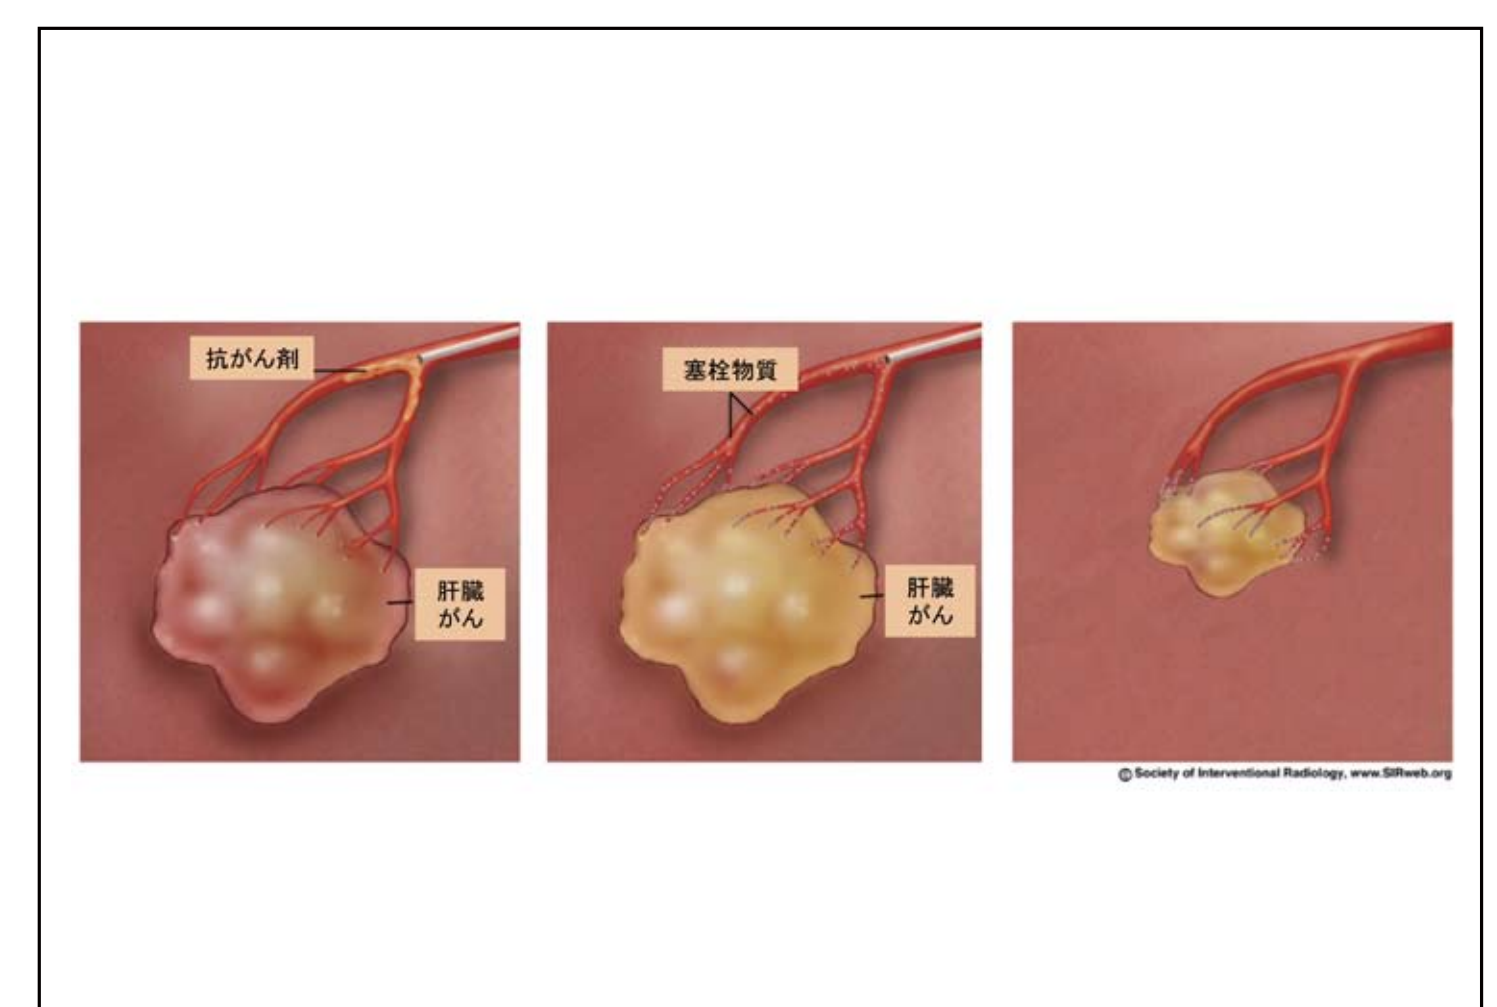 抗がん剤
肝臓
がん
塞栓物質
肝臓
がん
© Society of Interventional Radiology, www.SIRweb.org